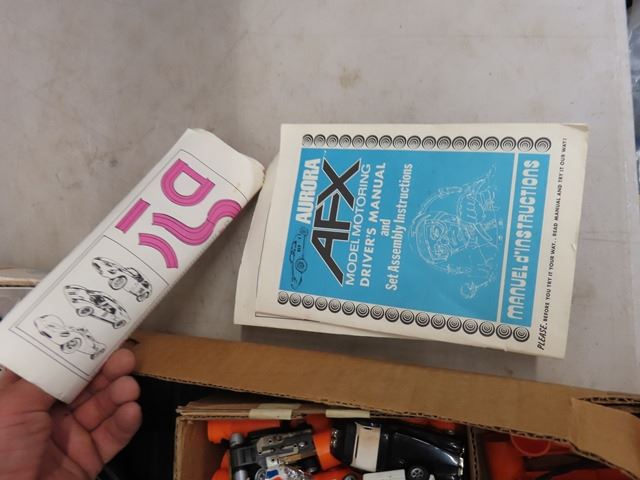 AURORA
AFX
MODEL MOTORING
DRIVER'S MANUAL
and
Set Assembly Instructions
MANUEL d'INSTRUCTIONS
PLEASE, BEFORE YOU TRY IT YOUR WAY... READ MANUAL AND TRY IT OUR WAY!